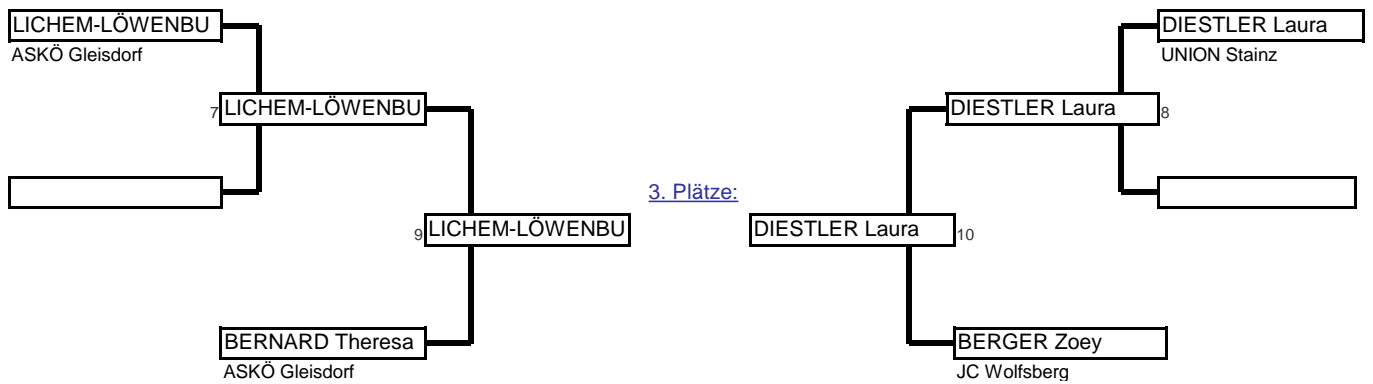 LICHEM-LÖWENBU
ASKÖ Gleisdorf
DIESTLER Laura
UNION Stainz
7 LICHEM-LÖWENBU
DIESTLER Laura 8
3. Plätze:
9 LICHEM-LÖWENBU
DIESTLER Laura 10
BERNARD Theresa
ASKÖ Gleisdorf
BERGER Zoey
JC Wolfsberg